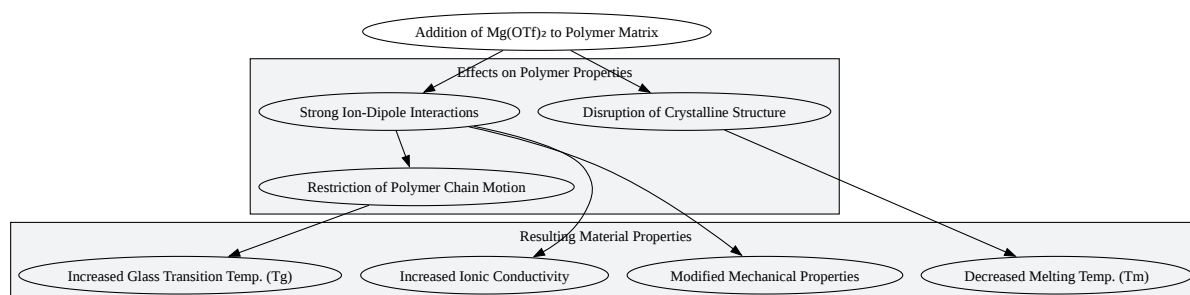 Addition of Mg(OTf)₂ to Polymer Matrix
Effects on Polymer Properties
Strong Ion-Dipole Interactions
Disruption of Crystalline Structure
Restriction of Polymer Chain Motion
Resulting Material Properties
Increased Glass Transition Temp. (Tg)
Increased Ionic Conductivity
Modified Mechanical Properties
Decreased Melting Temp. (Tm)